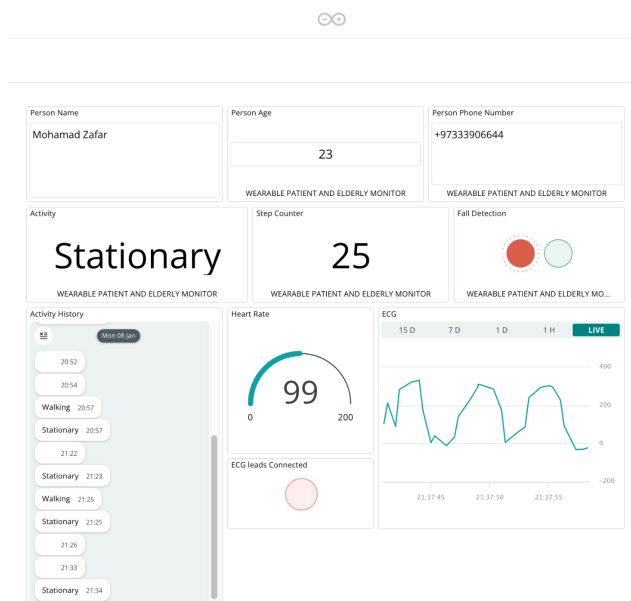 Person Name
Mohamad Zafar
Person Age
23
WEARABLE PATIENT AND ELDERLY MONITOR
Person Phone Number
+97333906644
WEARABLE PATIENT AND ELDERLY MONITOR
Activity
Stationary
WEARABLE PATIENT AND ELDERLY MONITOR
Step Counter
25
WEARABLE PATIENT AND ELDERLY MONITOR
Fall Detection
WEARABLE PATIENT AND ELDERLY MO...
Activity History
Mon 08 Jan
20:52
20:54
Walking 20:57
Stationary 20:57
21:22
Stationary 21:23
Walking 21:25
Stationary 21:25
21:26
21:33
Stationary 21:34
Heart Rate
99
0 200
ECG leads Connected
ECG
15 D 7 D 1 D 1 H LIVE
400
200
0
-200
21:37:45 21:37:50 21:37:55